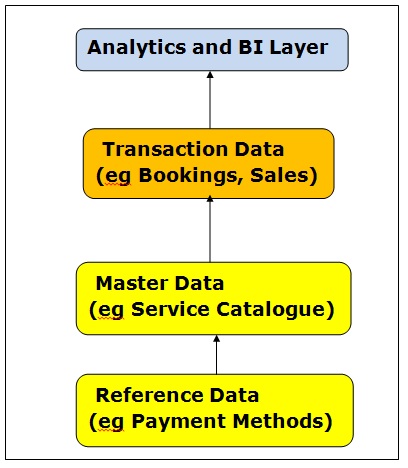 Analytics and BI Layer
Transaction Data
(eg Bookings, Sales)
Master Data
(eg Service Catalogue)
Reference Data
(eg Payment Methods)